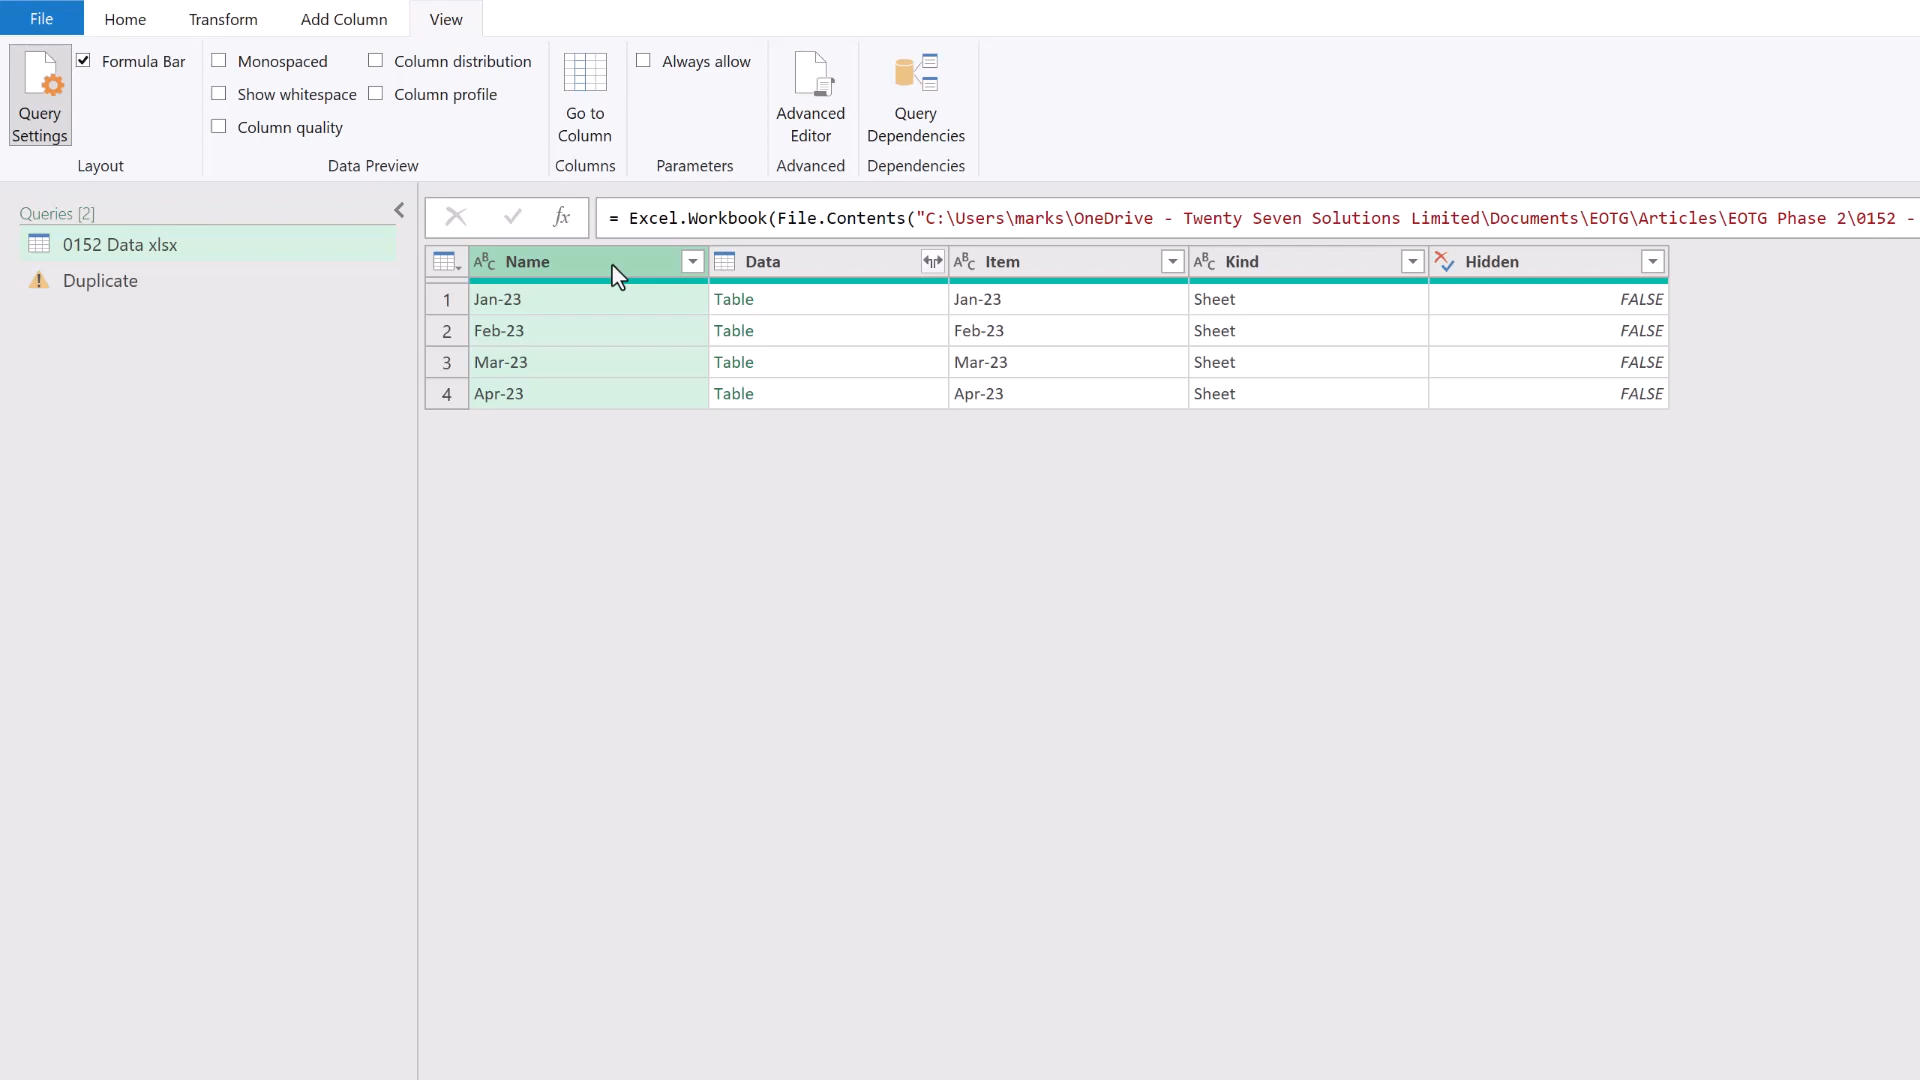 File Home Transform Add Column View
Formula Bar Monospaced Column distribution Always allow
Show whitespace Column profile
Query Settings Column quality Go to Column Advanced Editor Query Dependencies
Layout Data Preview Columns Parameters Advanced Dependencies
Queries [2]
= Excel.Workbook(File.Contents("C:\Users\marks\OneDrive - Twenty Seven Solutions Limited\Documents\EOTG\Articles\EOTG Phase 2\0152 -
0152 Data xlsx
Duplicate
Name Data Item Kind Hidden
1 Jan-23 Table Jan-23 Sheet FALSE
2 Feb-23 Table Feb-23 Sheet FALSE
3 Mar-23 Table Mar-23 Sheet FALSE
4 Apr-23 Table Apr-23 Sheet FALSE